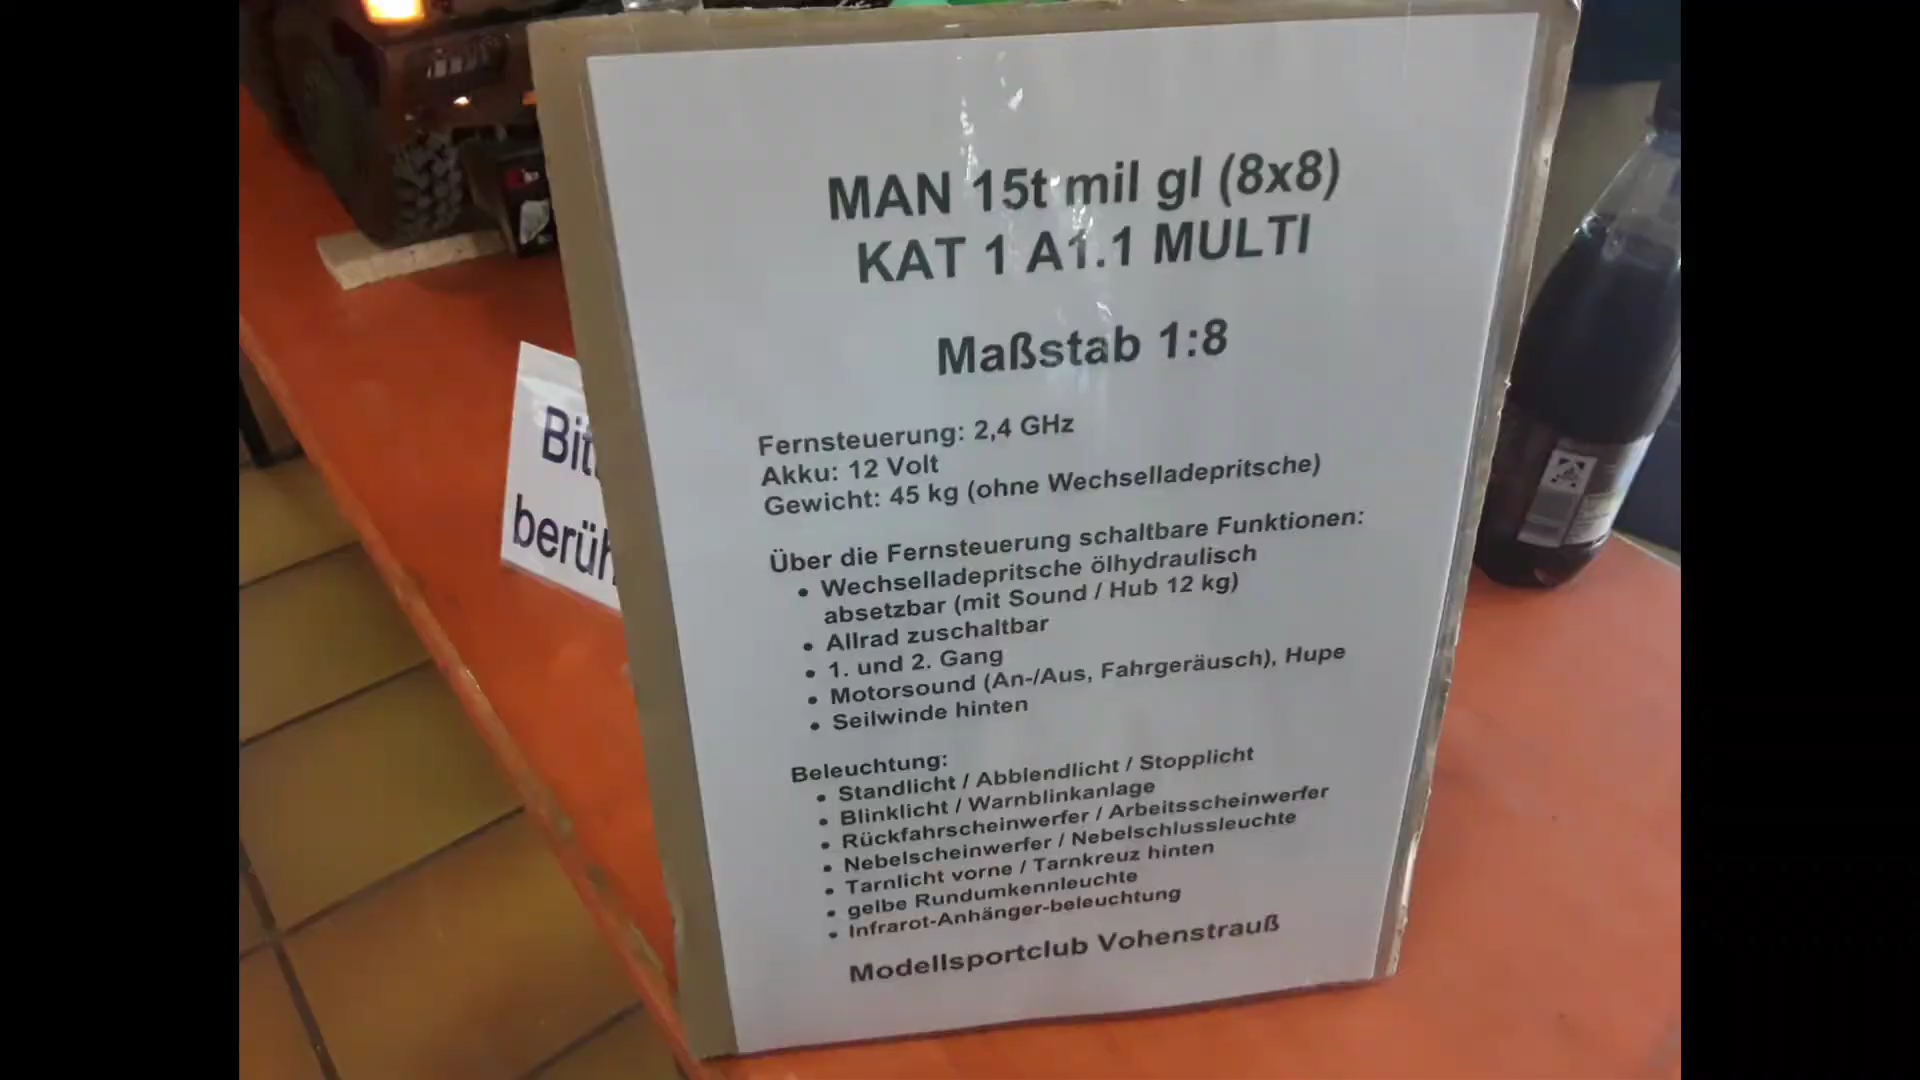 MAN 15t mil gl (8x8)
KAT 1 A1.1 MULTI
Maßstab 1:8
Fernsteuerung: 2,4 GHz
Akku: 12 Volt
Gewicht: 45 kg (ohne Wechselladepritsche)
Über die Fernsteuerung schaltbare Funktionen:
• Wechselladepritsche ölhydraulisch
absetzbar (mit Sound / Hub 12 kg)
• Allrad zuschaltbar
• 1. und 2. Gang
• Motorsound (An-/Aus, Fahrgeräusch), Hupe
• Seilwinde hinten
Beleuchtung:
• Standlicht / Abblendlicht / Stopplicht
• Blinklicht / Warnblinkanlage
• Rückfahrscheinwerfer / Arbeitsscheinwerfer
• Nebelscheinwerfer / Nebelschlussleuchte
• Tarnlicht vorne / Tarnkreuz hinten
• gelbe Rundumkennleuchte
• Infrarot-Anhänger-beleuchtung
Modellsportclub Vohenstrauß
Bit
berüh